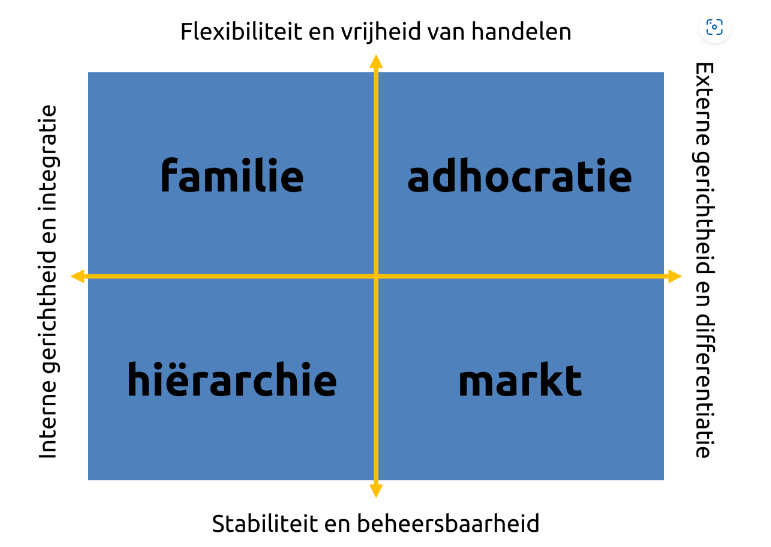 Flexibiliteit en vrijheid van handelen
Interne gerichtheid en integratie
familie
adhocratie
Externe gerichtheid en differentiatie
hiërarchie
markt
Stabiliteit en beheersbaarheid